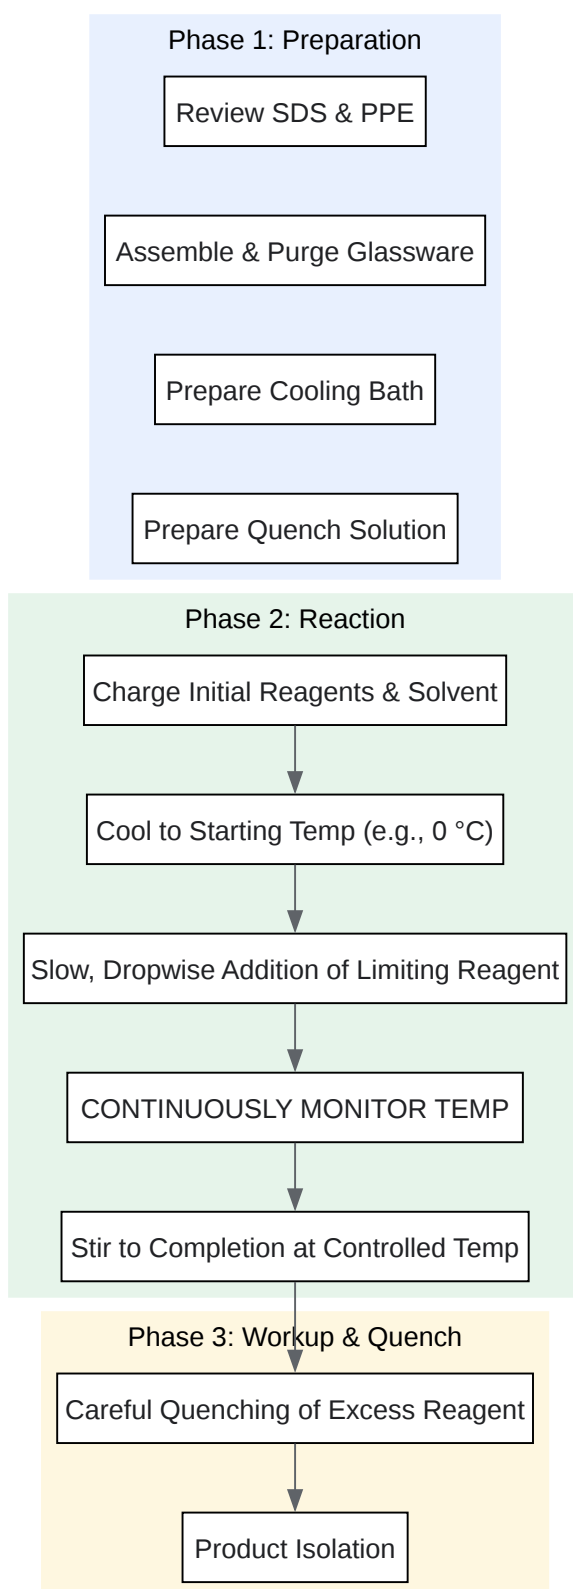 Phase 1: Preparation
Review SDS & PPE
Assemble & Purge Glassware
Prepare Cooling Bath
Prepare Quench Solution
Phase 2: Reaction
Charge Initial Reagents & Solvent
Cool to Starting Temp (e.g., 0 °C)
Slow, Dropwise Addition of Limiting Reagent
CONTINUOUSLY MONITOR TEMP
Stir to Completion at Controlled Temp
Phase 3: Workup & Quench
Careful Quenching of Excess Reagent
Product Isolation